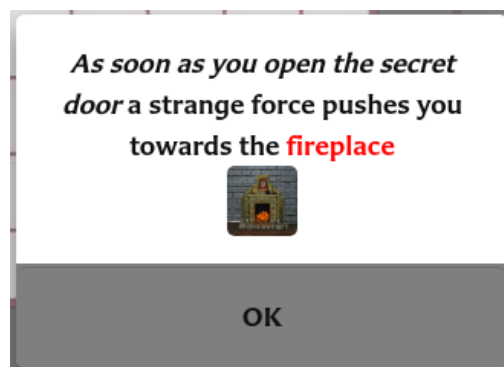 As soon as you open the secret
door a strange force pushes you
towards the fireplace
OK